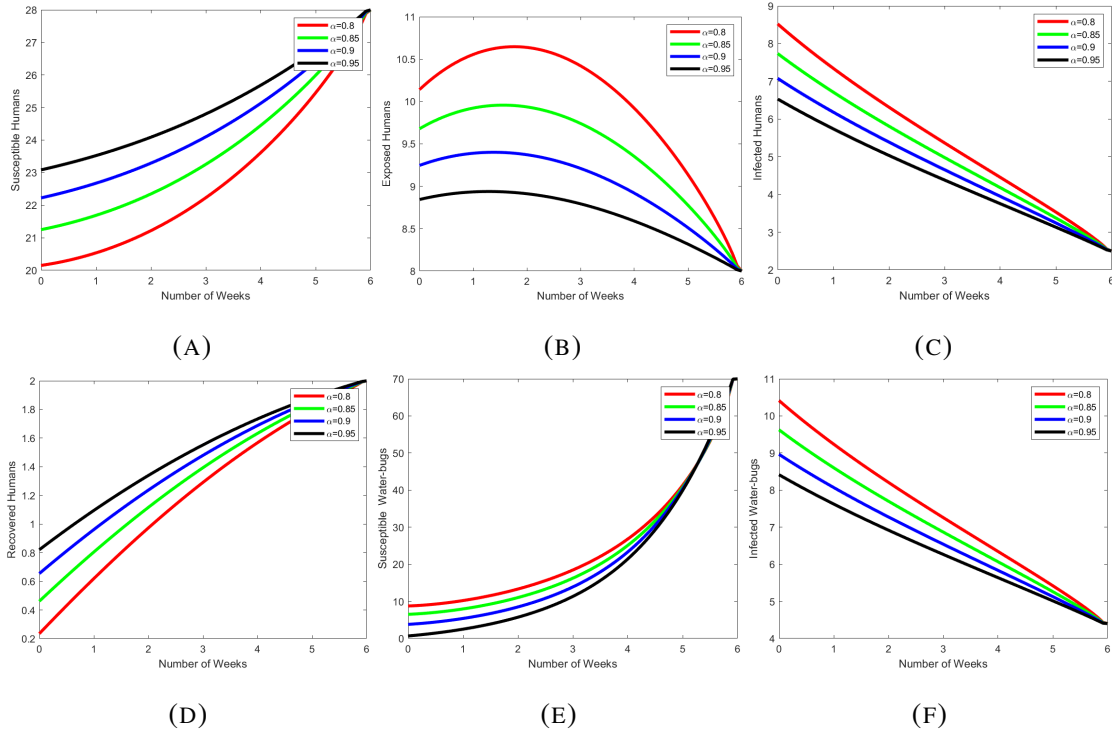 28
27
26
25
24
23
22
21
20
Susceptible Humans
α=0.8
α=0.85
α=0.9
α=0.95
0 1 2 3 4 5 6
Number of Weeks
(A)
11
10.5
10
9.5
9
8.5
8
Exposed Humans
α=0.8
α=0.85
α=0.9
α=0.95
0 1 2 3 4 5 6
Number of Weeks
(B)
9
8
7
6
5
4
3
2
Infected Humans
α=0.8
α=0.85
α=0.9
α=0.95
0 1 2 3 4 5 6
Number of Weeks
(C)
2
1.8
1.6
1.4
1.2
1
0.8
0.6
0.4
0.2
Recovered Humans
α=0.8
α=0.85
α=0.9
α=0.95
0 1 2 3 4 5 6
Number of Weeks
(D)
70
60
50
40
30
20
10
0
Susceptible Water-bugs
α=0.8
α=0.85
α=0.9
α=0.95
0 1 2 3 4 5 6
Number of Weeks
(E)
11
10
9
8
7
6
5
4
Infected Water-bugs
α=0.8
α=0.85
α=0.9
α=0.95
0 1 2 3 4 5 6
Number of Weeks
(F)